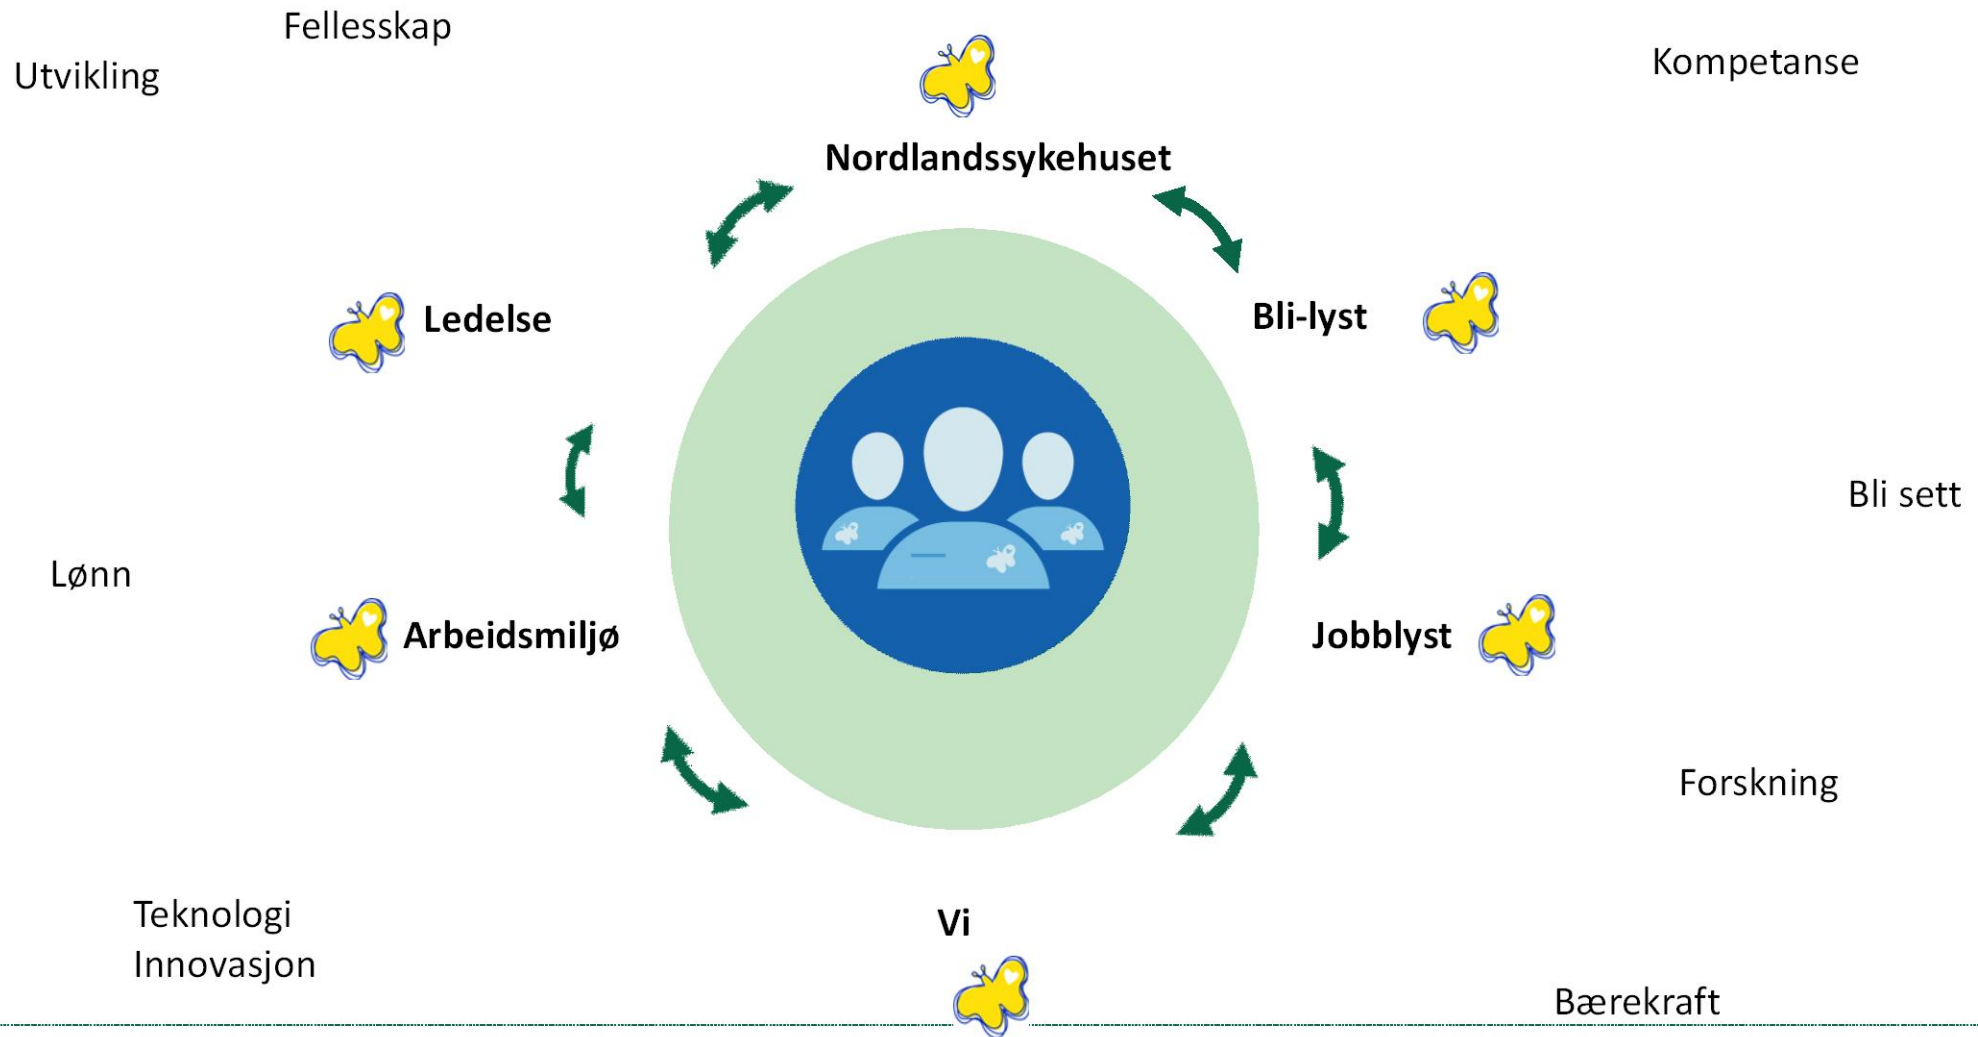 Fellesskap
Utvikling
Kompetanse
Nordlandssykehuset
Ledelse
Bli-lyst
Bli sett
Lønn
Arbeidsmiljø
Jobblyst
Forskning
Teknologi
Innovasjon
Vi
Bærekraft